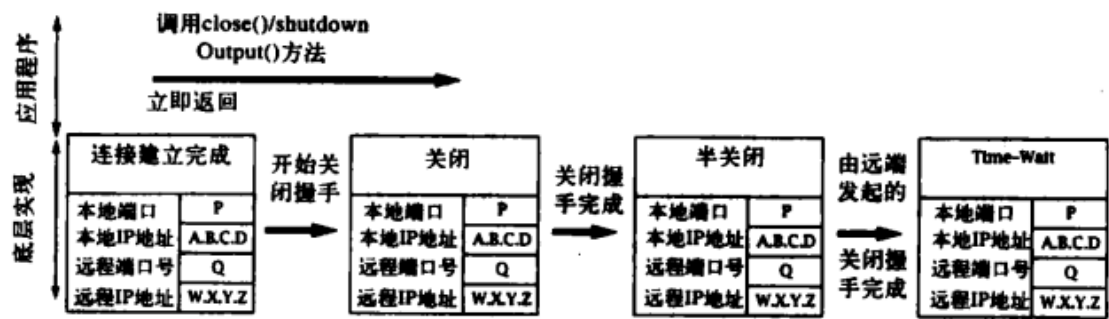 调用close()/shutdown
Output()方法
立即返回
应用程序
底层实现
连接建立完成
本地端口 P
本地IP地址 A.B.C.D
远程端口号 Q
远程IP地址 W.X.Y.Z
开始关
闭握手
关闭
本地端口 P
本地IP地址 A.B.C.D
远程端口号 Q
远程IP地址 W.X.Y.Z
关闭握
手完成
半关闭
本地端口 P
本地IP地址 A.B.C.D
远程端口号 Q
远程IP地址 W.X.Y.Z
由远端
发起的
关闭握
手完成
Time-Wait
本地端口 P
本地IP地址 A.B.C.D
远程端口号 Q
远程IP地址 W.X.Y.Z